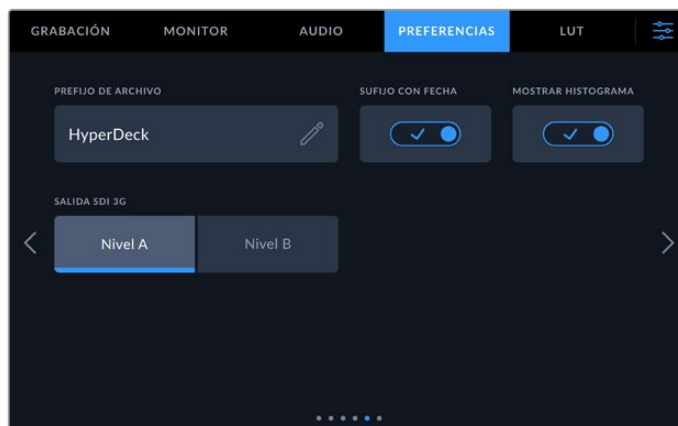 GRABACIÓN MONITOR AUDIO PREFERENCIAS LUT
PREFIJO DE ARCHIVO SUFIJO CON FECHA MOSTRAR HISTOGRAMA
HyperDeck
SALIDA SDI 3G
Nivel A Nivel B